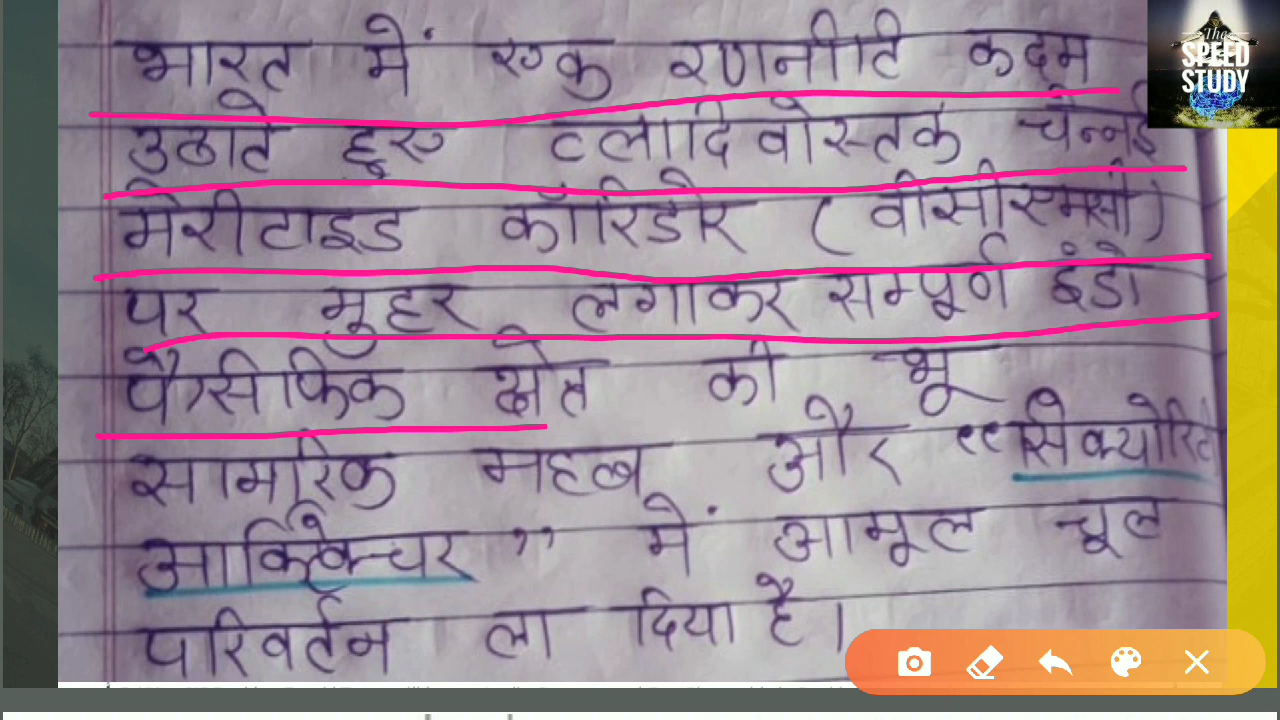 भारत में एक रणनीति कदम
उठाते हुए व्लादिवोस्तक चेन्नई
मेरीटाइड कॉरिडोर ( वीसीएमसी )
पर मुहर लगाकर सम्पूर्ण इंडो
पैसिफिक क्षेत्र की भू
सामरिक महत्व और “सिक्योरिटी
आर्किटेक्चर ” में आमूल चूल
परिवर्तन ला दिया है।
The
SPEED
STUDY